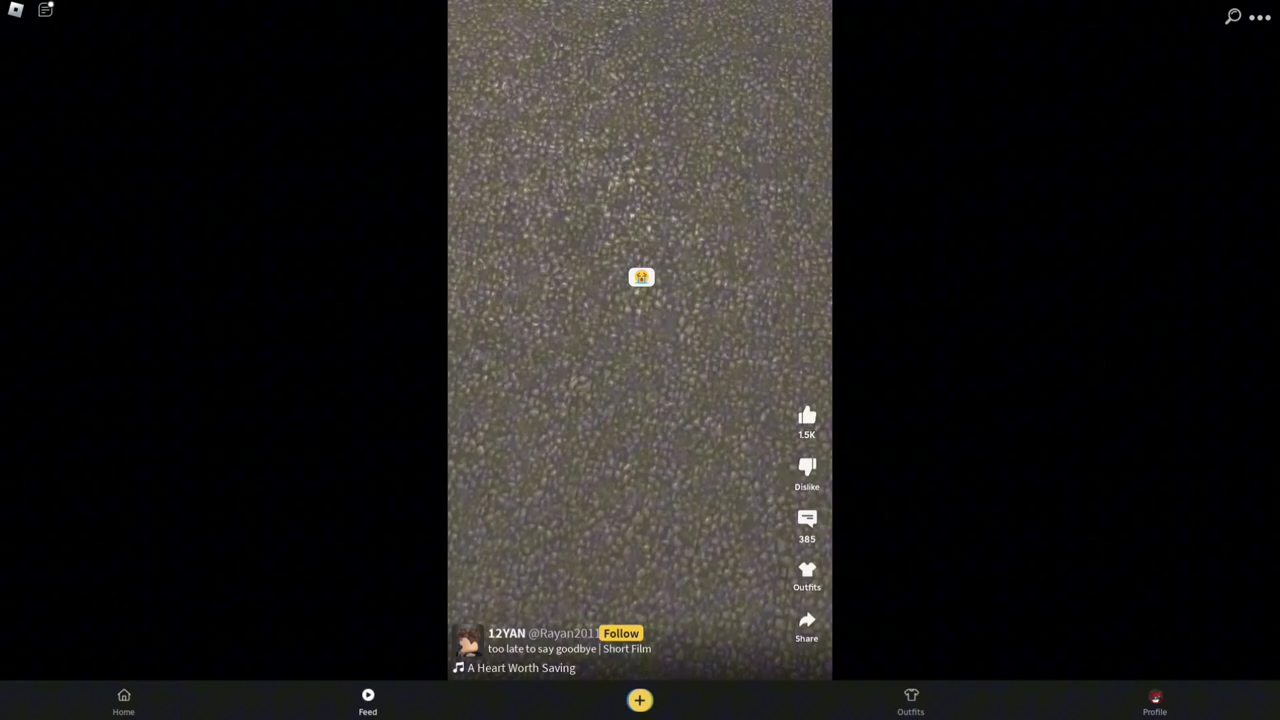 1.5K
Dislike
385
Outfits
Share
12YAN @Rayan2011 Follow
too late to say goodbye | Short Film
A Heart Worth Saving
Home
Feed
Outfits
Profile